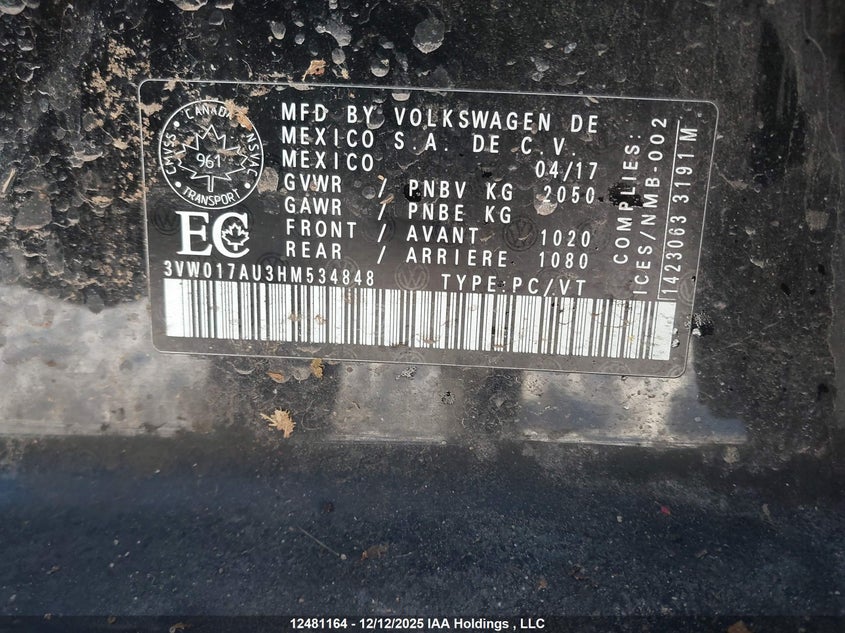 CANADA
CMVSS NSVAC
961
TRANSPORT
EC
MFD BY VOLKSWAGEN DE
MEXICO S.A. DE C.V.
MEXICO 04/17
GVWR / PNBV KG 2050
GAWR / PNBE KG
FRONT / AVANT 1020
REAR / ARRIERE 1080
3VW017AU3HM534848 TYPE:PC/VT
COMPLIES:
ICES/NMB-002
1423063 3191M
12481164 - 12/12/2025 IAA Holdings , LLC